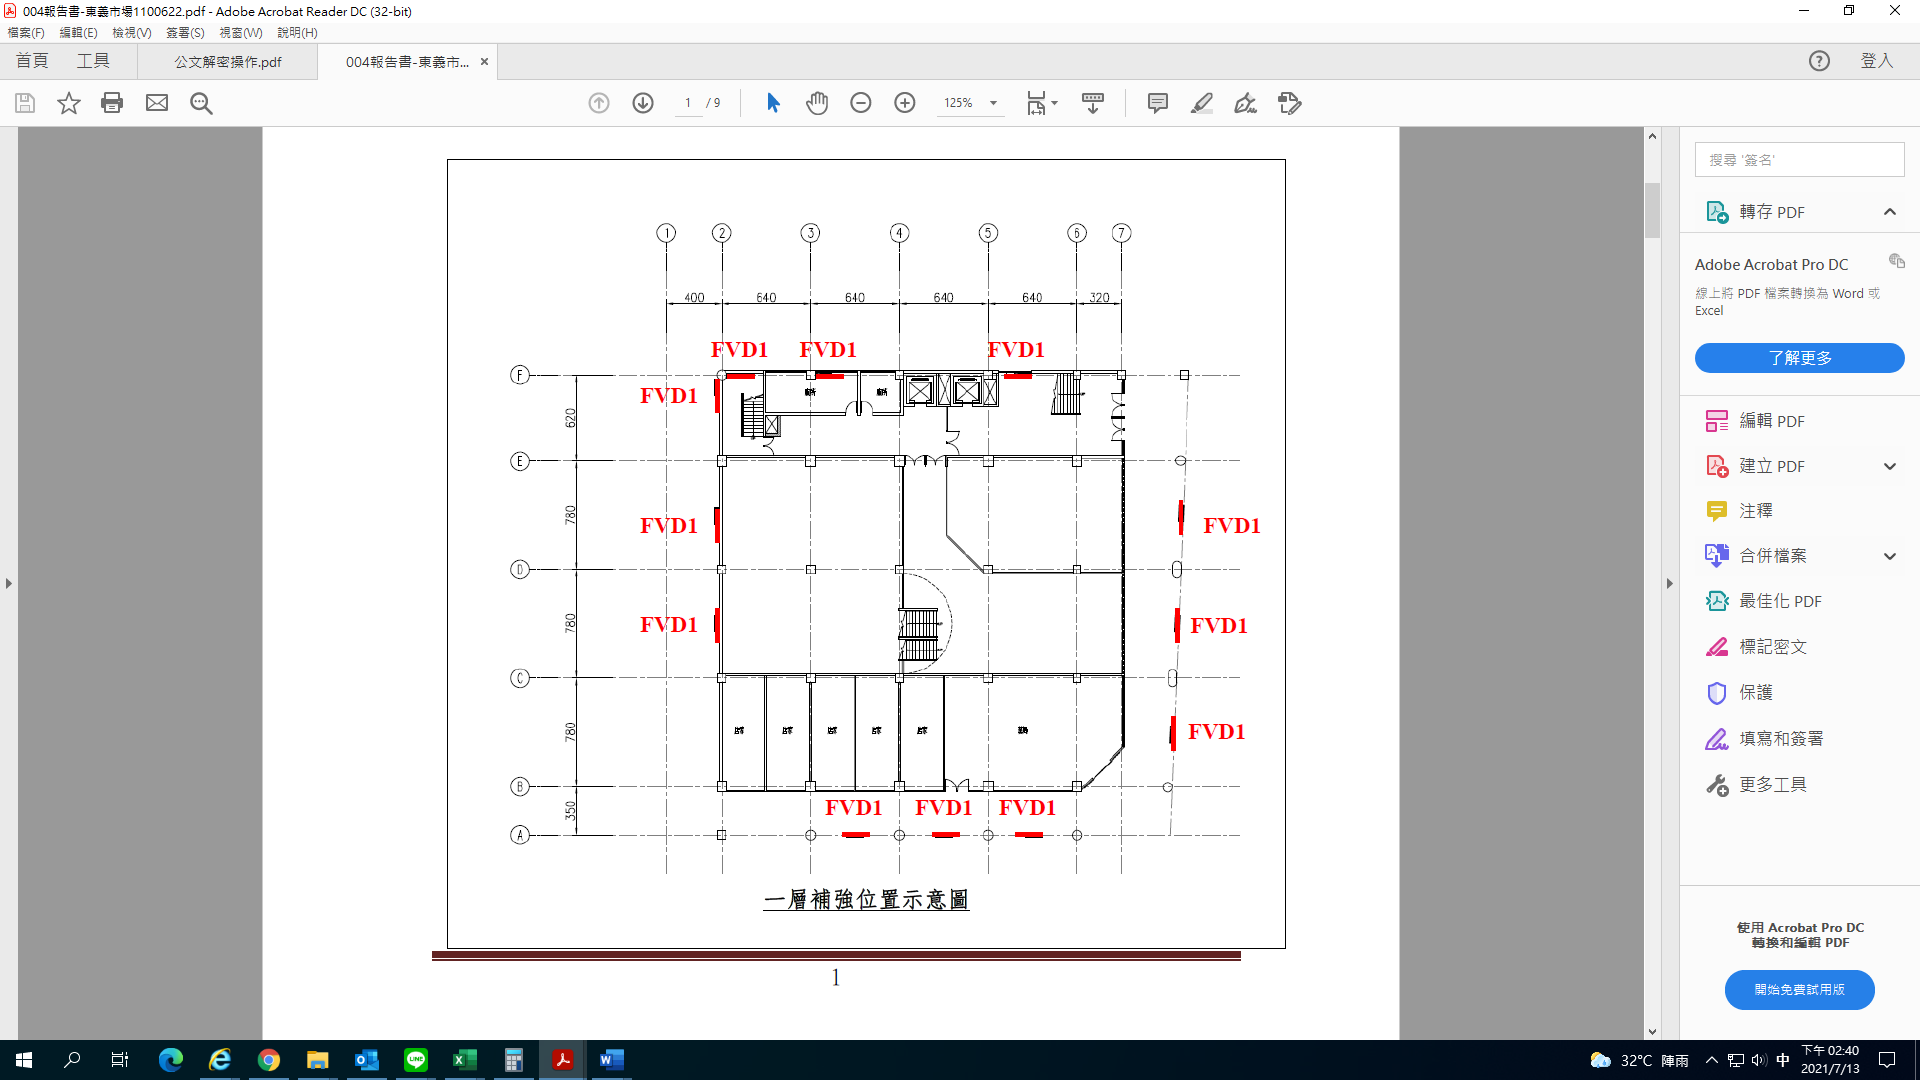 004報告書-東義市場1100622.pdf - Adobe Acrobat Reader DC (32-bit)
檔案(F) 編輯(E) 檢視(V) 簽署(S) 視窗(W) 說明(H)
首頁 工具 公文解密操作.pdf 004報告書-東義市... × 登入
1 / 9 125%
搜尋 '簽名'
轉存 PDF
Adobe Acrobat Pro DC
線上將 PDF 檔案轉換為 Word 或
Excel
了解更多
編輯 PDF
建立 PDF
注釋
合併檔案
最佳化 PDF
標記密文
保護
填寫和簽署
更多工具
使用 Acrobat Pro DC
轉換和編輯 PDF
開始免費試用版
1 2 3 4 5 6 7
400 640 640 640 640 320
FVD1 FVD1 FVD1
F
FVD1
620
E
780
FVD1 FVD1
D
780
FVD1 FVD1
C
780
FVD1
B
350
FVD1 FVD1 FVD1
A
一層補強位置示意圖
1
32°C 陣雨
中
下午 02:40
2021/7/13